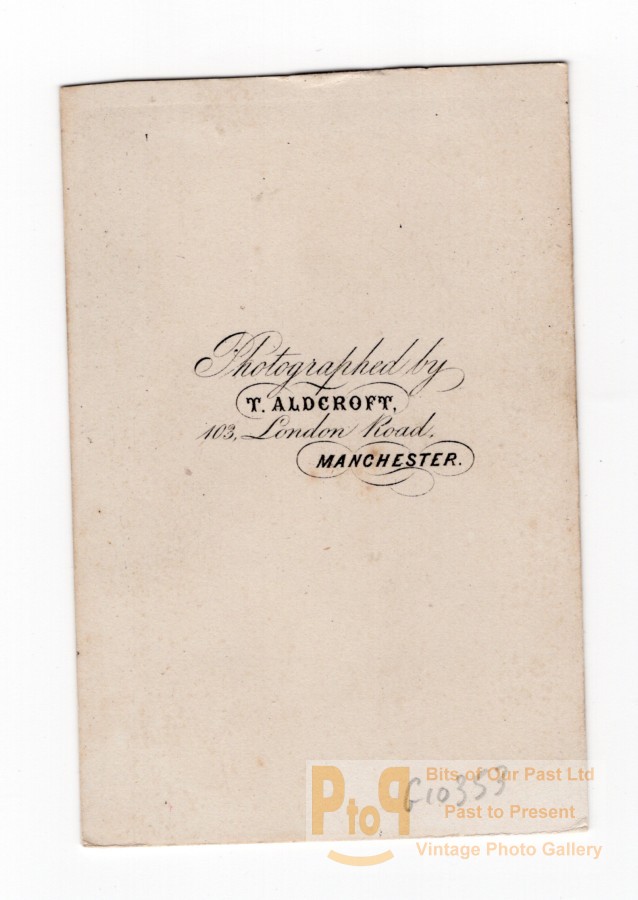 Photographed by
T. ALDCROFT,
103, London Road,
MANCHESTER.
G10353
PtoP
Bits of Our Past Ltd
Past to Present
Vintage Photo Gallery